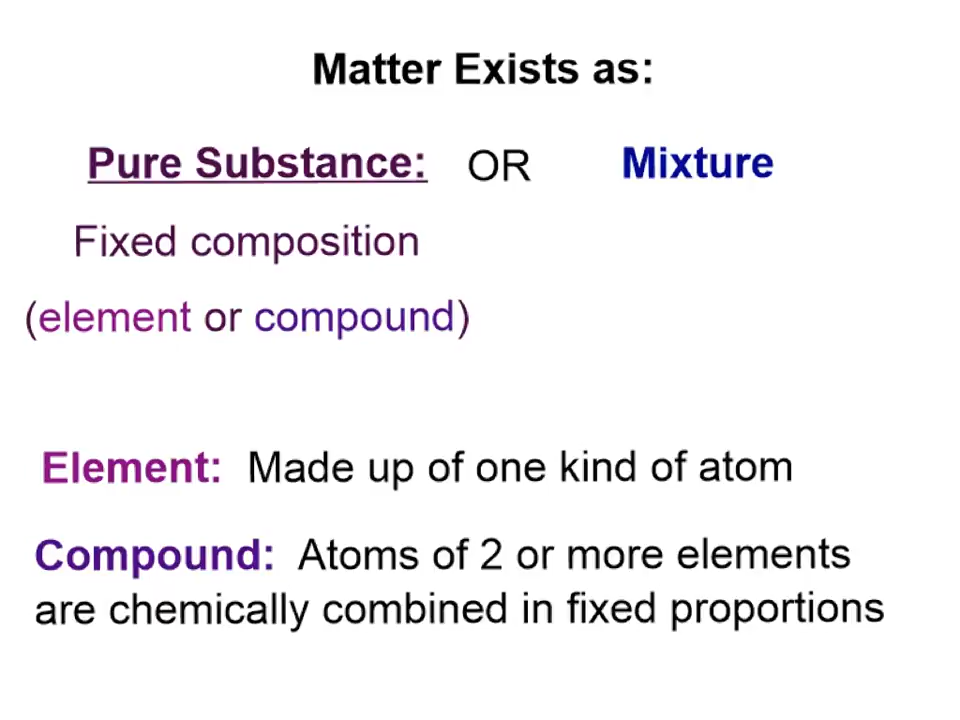 Matter Exists as:
Pure Substance: OR Mixture
Fixed composition
(element or compound)
Element: Made up of one kind of atom
Compound: Atoms of 2 or more elements
are chemically combined in fixed proportions